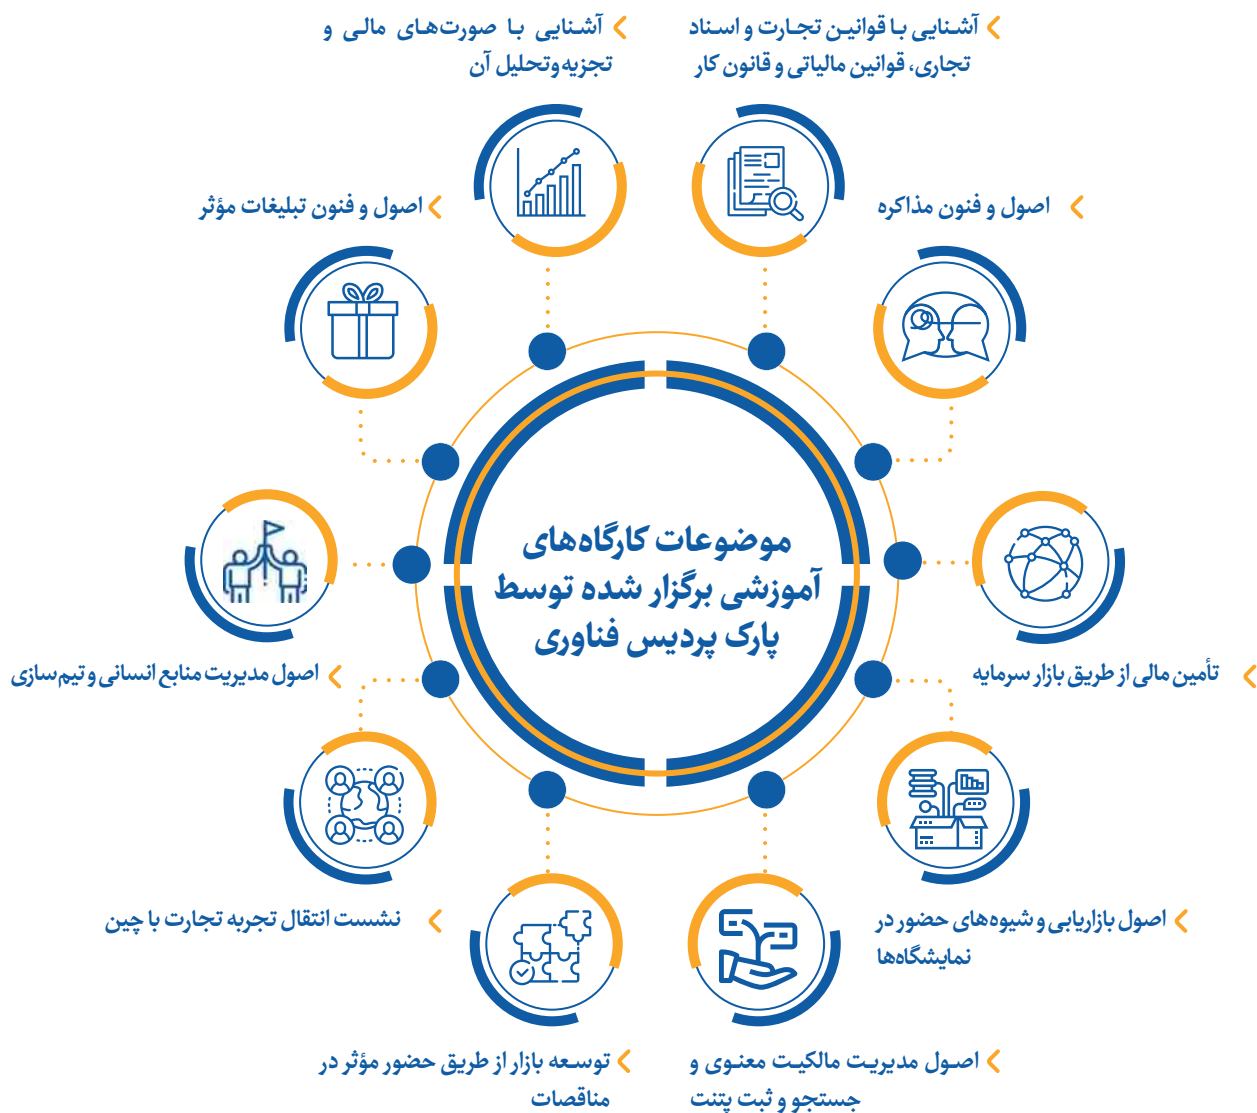 آشنایی با قوانین تجارت و اسناد
تجاری، قوانین مالیاتی و قانون کار
آشنایی با صورت‌های مالی و
تجزیه‌وتحلیل آن
اصول و فنون مذاکره
اصول و فنون تبلیغات مؤثر
موضوعات کارگاه‌های
آموزشی برگزار شده توسط
پارک پردیس فناوری
تأمین مالی از طریق بازار سرمایه
اصول مدیریت منابع انسانی و تیم‌سازی
اصول بازاریابی و شیوه‌های حضور در
نمایشگاه‌ها
نشست انتقال تجربه تجارت با چین
اصول مدیریت مالکیت معنوی و
جستجو و ثبت پتنت
توسعه بازار از طریق حضور مؤثر در
مناقصات